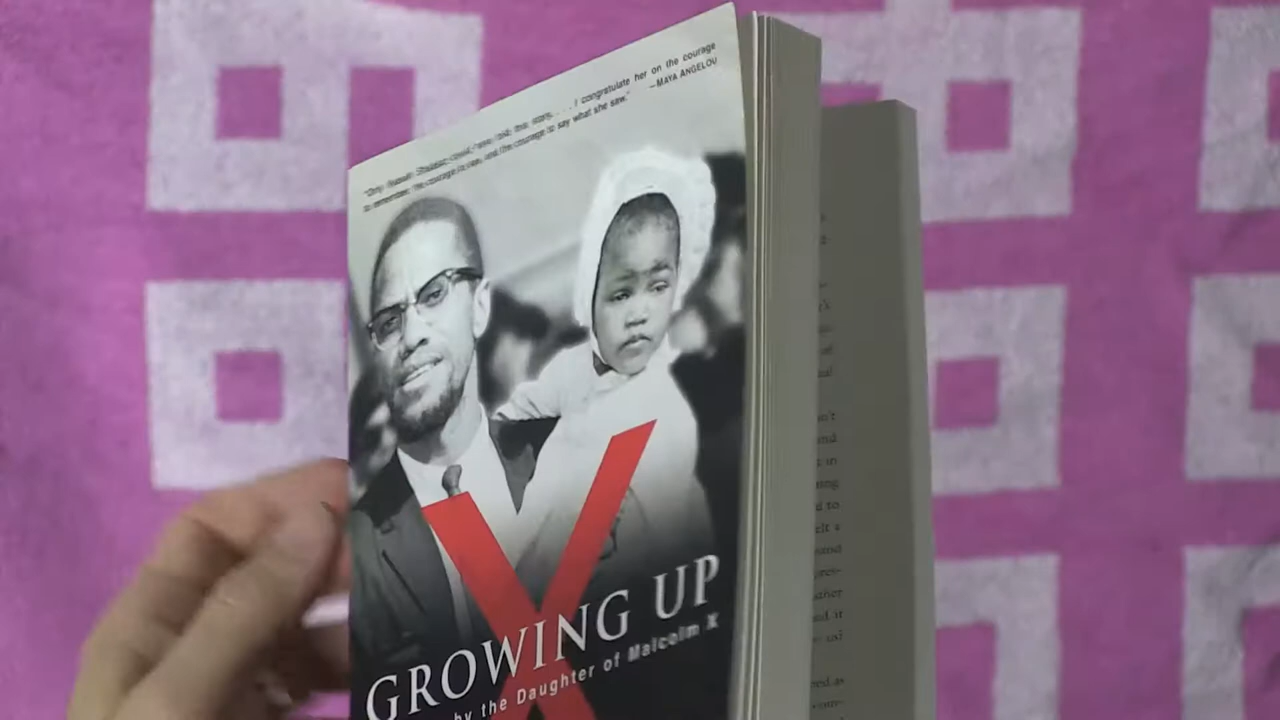 "Only Ilyasah Shabazz could have told this story. . . . I congratulate her on the courage
to remember, the courage to see, and the courage to say what she saw."
—MAYA ANGELOU
X
GROWING UP
by the Daughter of Malcolm X